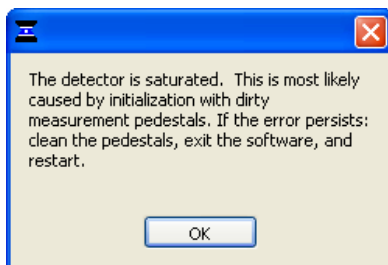 The detector is saturated.  This is most likely
caused by initialization with dirty
measurement pedestals. If the error persists:
clean the pedestals, exit the software, and
restart.
OK